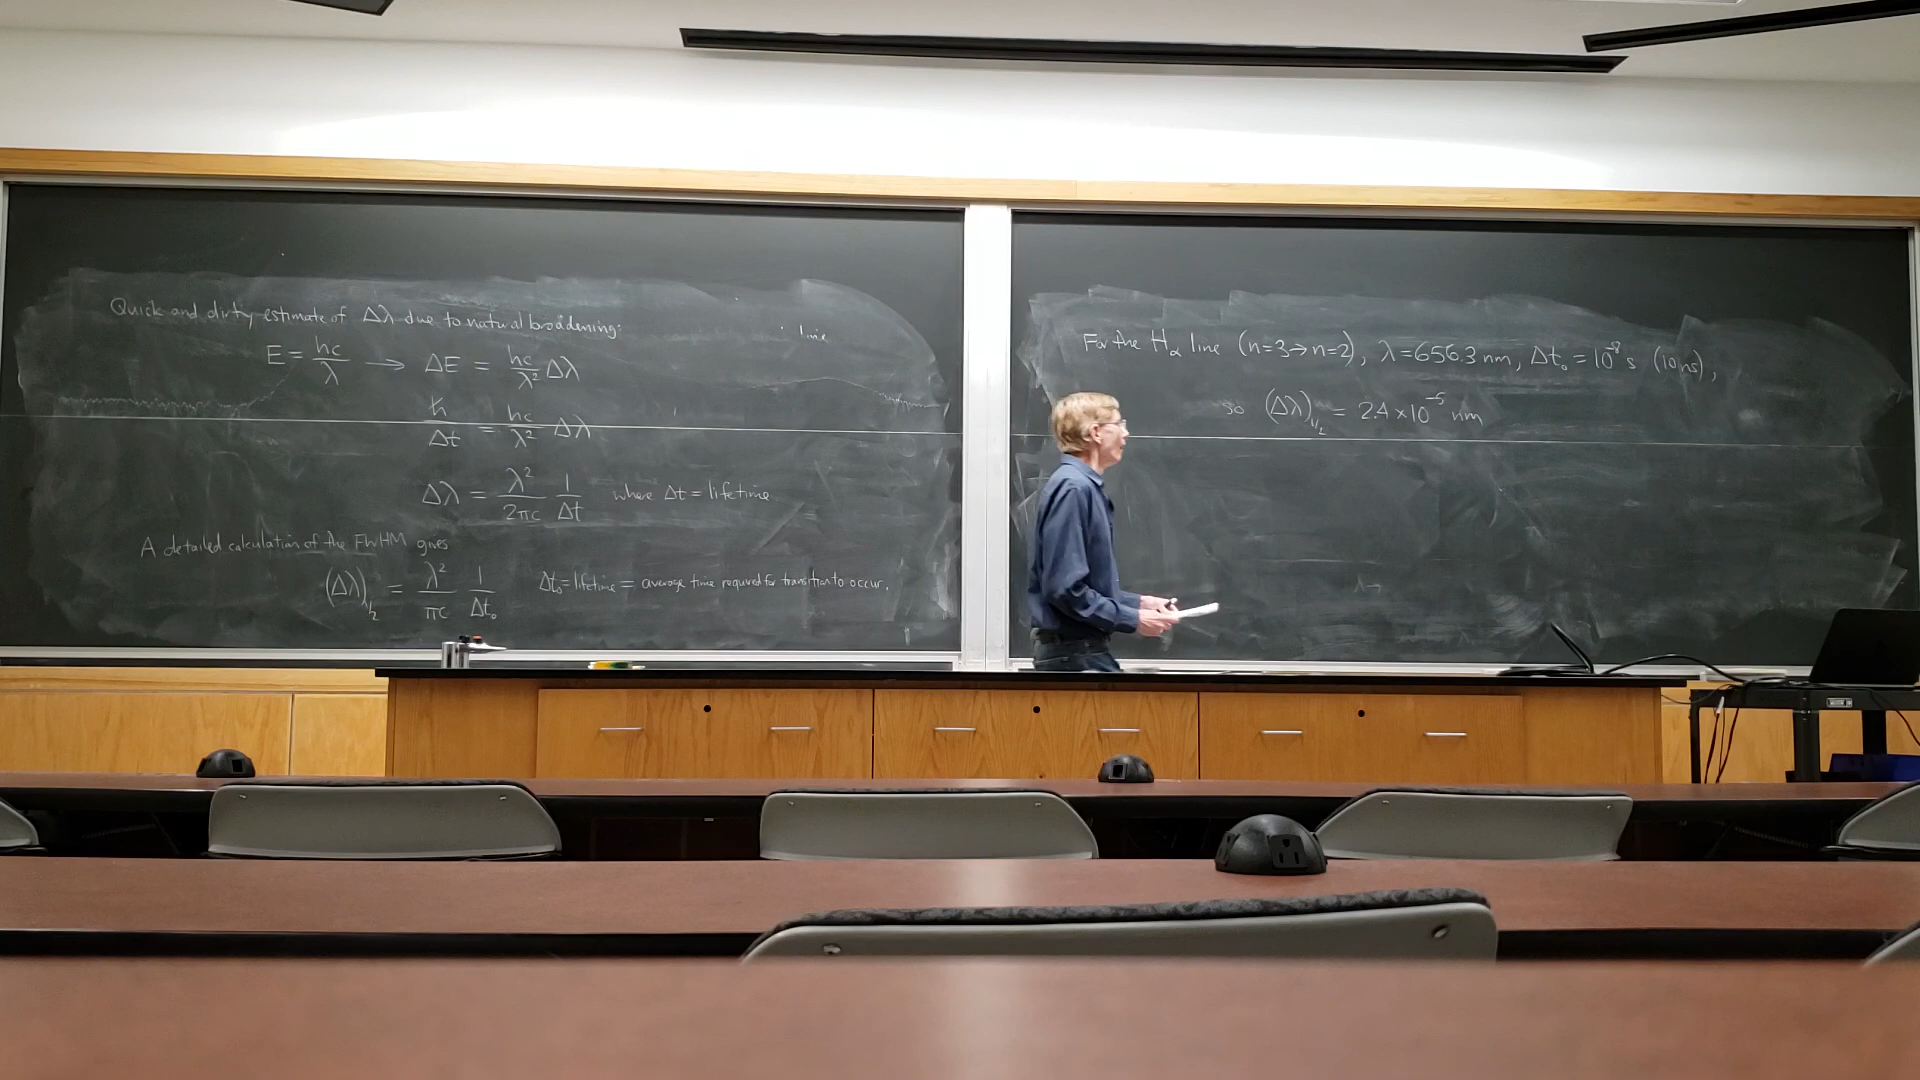 Quick and dirty estimate of Δλ due to natural broadening:
E = hc/λ → ΔE = hc/λ² Δλ
ħ/Δt = hc/λ² Δλ
Δλ = λ²/2πc 1/Δt where Δt = lifetime
A detailed calculation of the FWHM gives
(Δλ)₁/₂ = λ²/πc 1/Δt₀ Δt₀ = lifetime = average time required for transition to occur.
line
For the Hα line (n=3→n=2), λ=656.3 nm, Δt₀ = 10⁻⁸ s (10 ns),
so (Δλ)₁/₂ = 2.4×10⁻⁵ nm